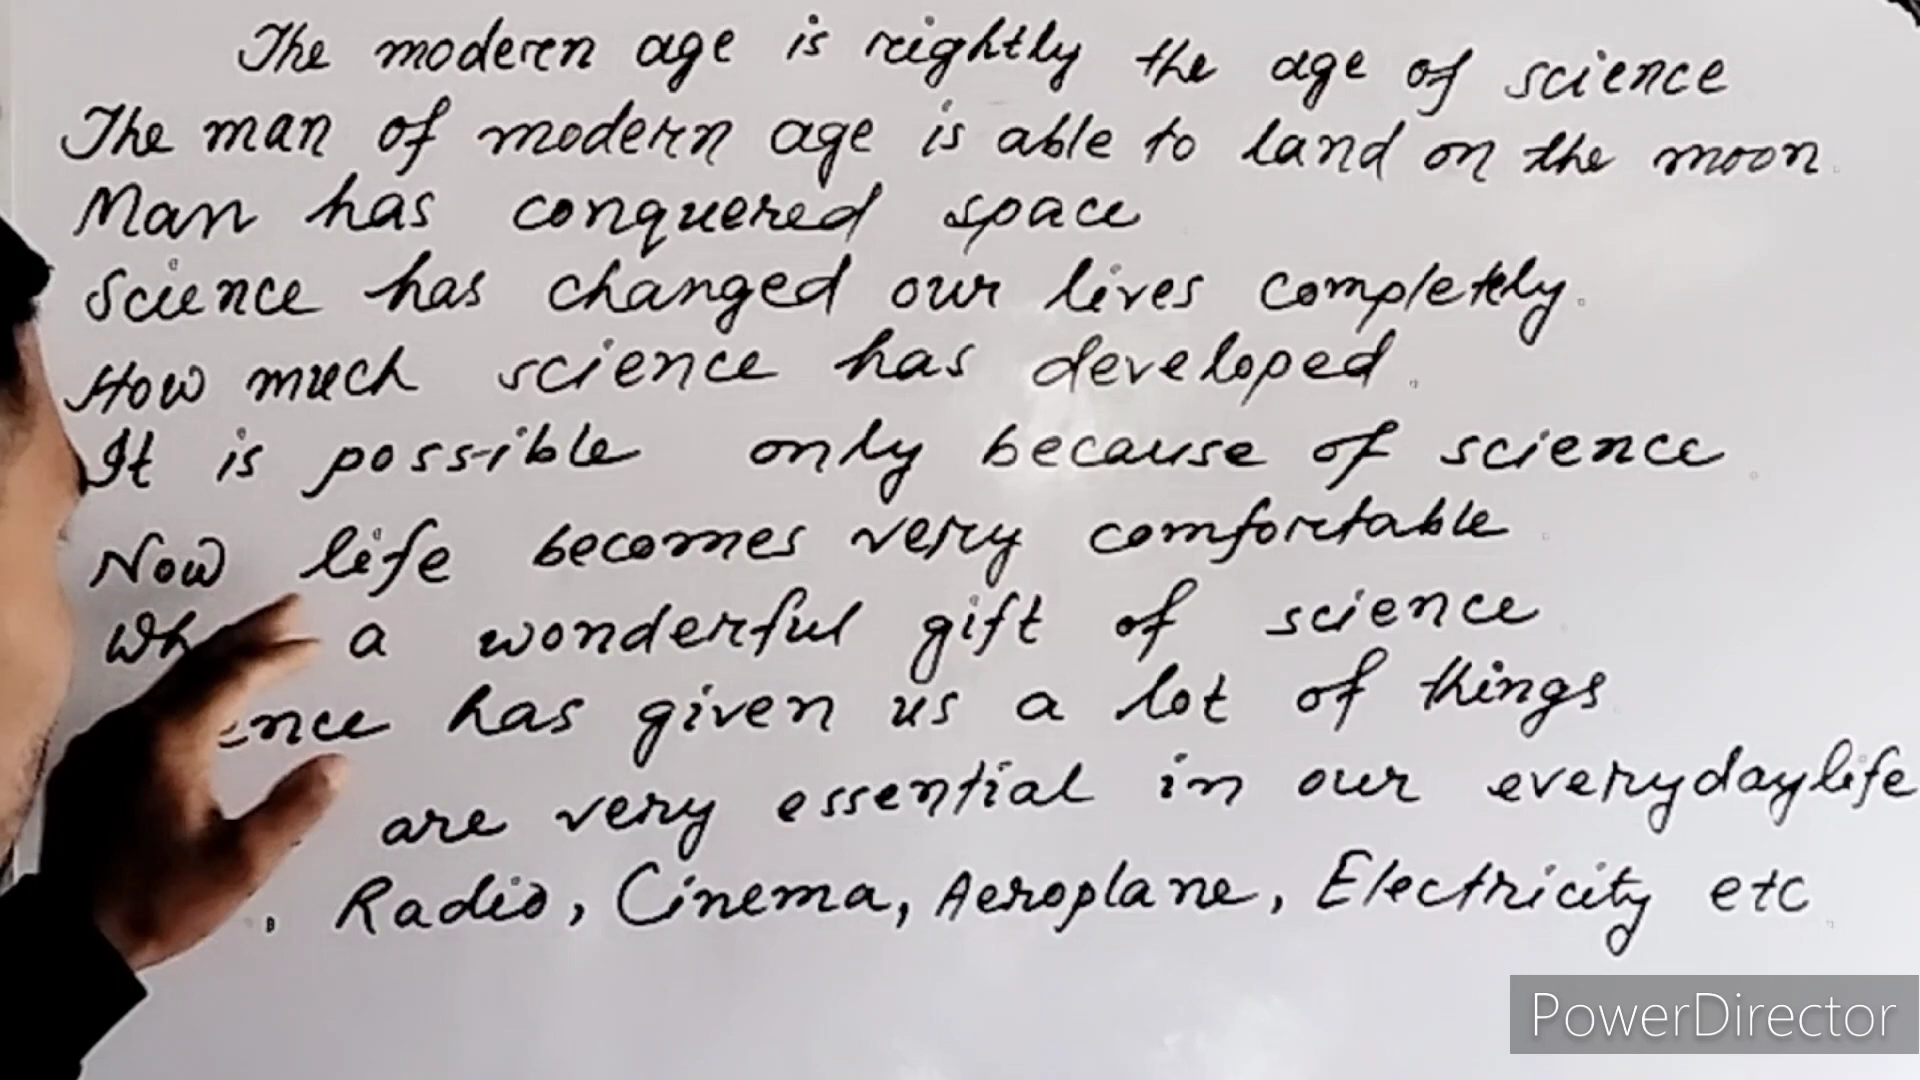 The modern age is rightly the age of science
The man of modern age is able to land on the moon.
Man has conquered space
Science has changed our lives completely.
How much science has developed.
It is possible only because of science
Now life becomes very comfortable
a wonderful gift of science
has given us a lot of things
are very essential in our everydaylife
Radio, Cinema, Aeroplane, Electricity etc
PowerDirector